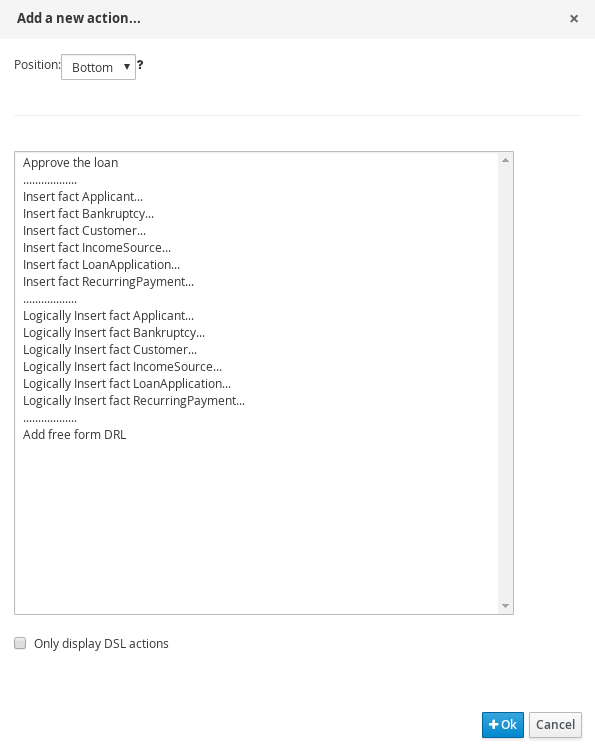 Add a new action...
×
Position: Bottom ▼ ?
Approve the loan
..................
Insert fact Applicant...
Insert fact Bankruptcy...
Insert fact Customer...
Insert fact IncomeSource...
Insert fact LoanApplication...
Insert fact RecurringPayment...
..................
Logically Insert fact Applicant...
Logically Insert fact Bankruptcy...
Logically Insert fact Customer...
Logically Insert fact IncomeSource...
Logically Insert fact LoanApplication...
Logically Insert fact RecurringPayment...
..................
Add free form DRL
Only display DSL actions
+ Ok Cancel